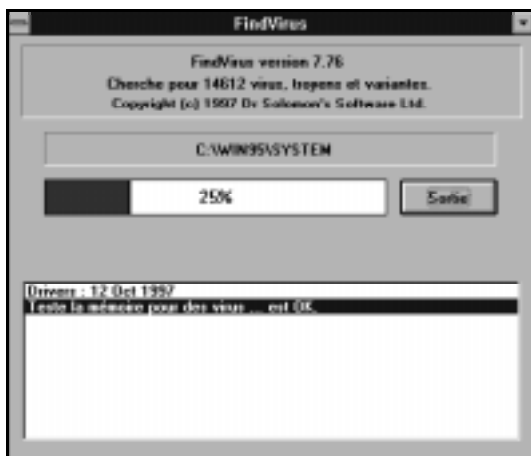 FindVirus
FindVirus version 7.76
Cherche pour 14612 virus, troyens et variantes.
Copyright (c) 1997 Dr Solomon's Software Ltd.
C:\WIN95\SYSTEM
25%
Sortie
Drivers : 12 Oct 1997
Teste la mémoire pour des virus ... est OK.